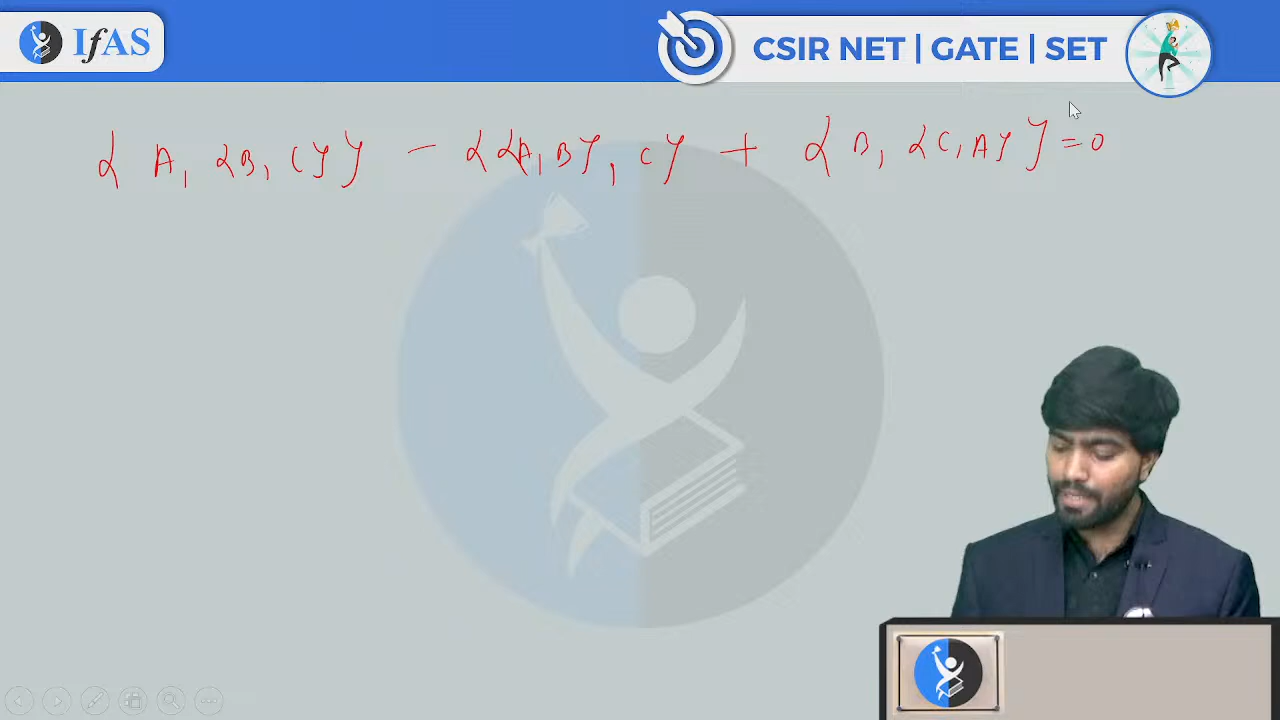 IfAS
CSIR NET | GATE | SET
{ A, {B, C}} - {{A, B}, C} + { B, {C, A}} = 0